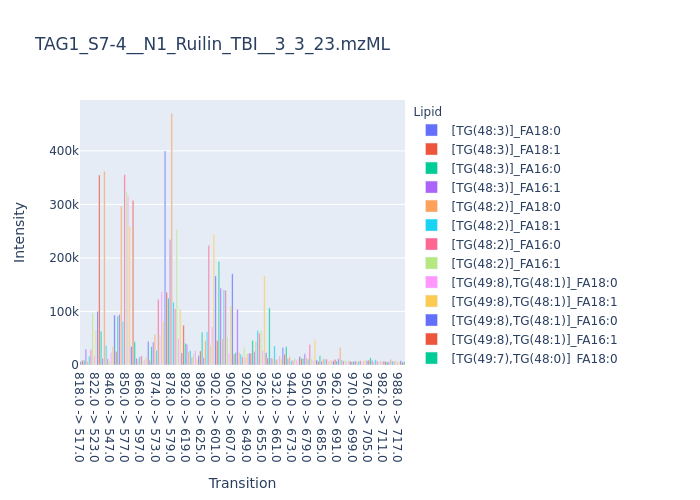 TAG1_S7-4__N1_Ruilin_TBI__3_3_23.mzML
Lipid
[TG(48:3)]_FA18:0
[TG(48:3)]_FA18:1
[TG(48:3)]_FA16:0
[TG(48:3)]_FA16:1
[TG(48:2)]_FA18:0
[TG(48:2)]_FA18:1
[TG(48:2)]_FA16:0
[TG(48:2)]_FA16:1
[TG(49:8),TG(48:1)]_FA18:0
[TG(49:8),TG(48:1)]_FA18:1
[TG(49:8),TG(48:1)]_FA16:0
[TG(49:8),TG(48:1)]_FA16:1
[TG(49:7),TG(48:0)]_FA18:0
Intensity
400k
300k
200k
100k
0
818.0 -> 517.0
822.0 -> 523.0
846.0 -> 547.0
850.0 -> 577.0
868.0 -> 597.0
874.0 -> 573.0
878.0 -> 579.0
892.0 -> 619.0
896.0 -> 625.0
902.0 -> 601.0
906.0 -> 607.0
920.0 -> 649.0
926.0 -> 655.0
932.0 -> 661.0
944.0 -> 673.0
950.0 -> 679.0
956.0 -> 685.0
962.0 -> 691.0
970.0 -> 699.0
976.0 -> 705.0
982.0 -> 711.0
988.0 -> 717.0
Transition